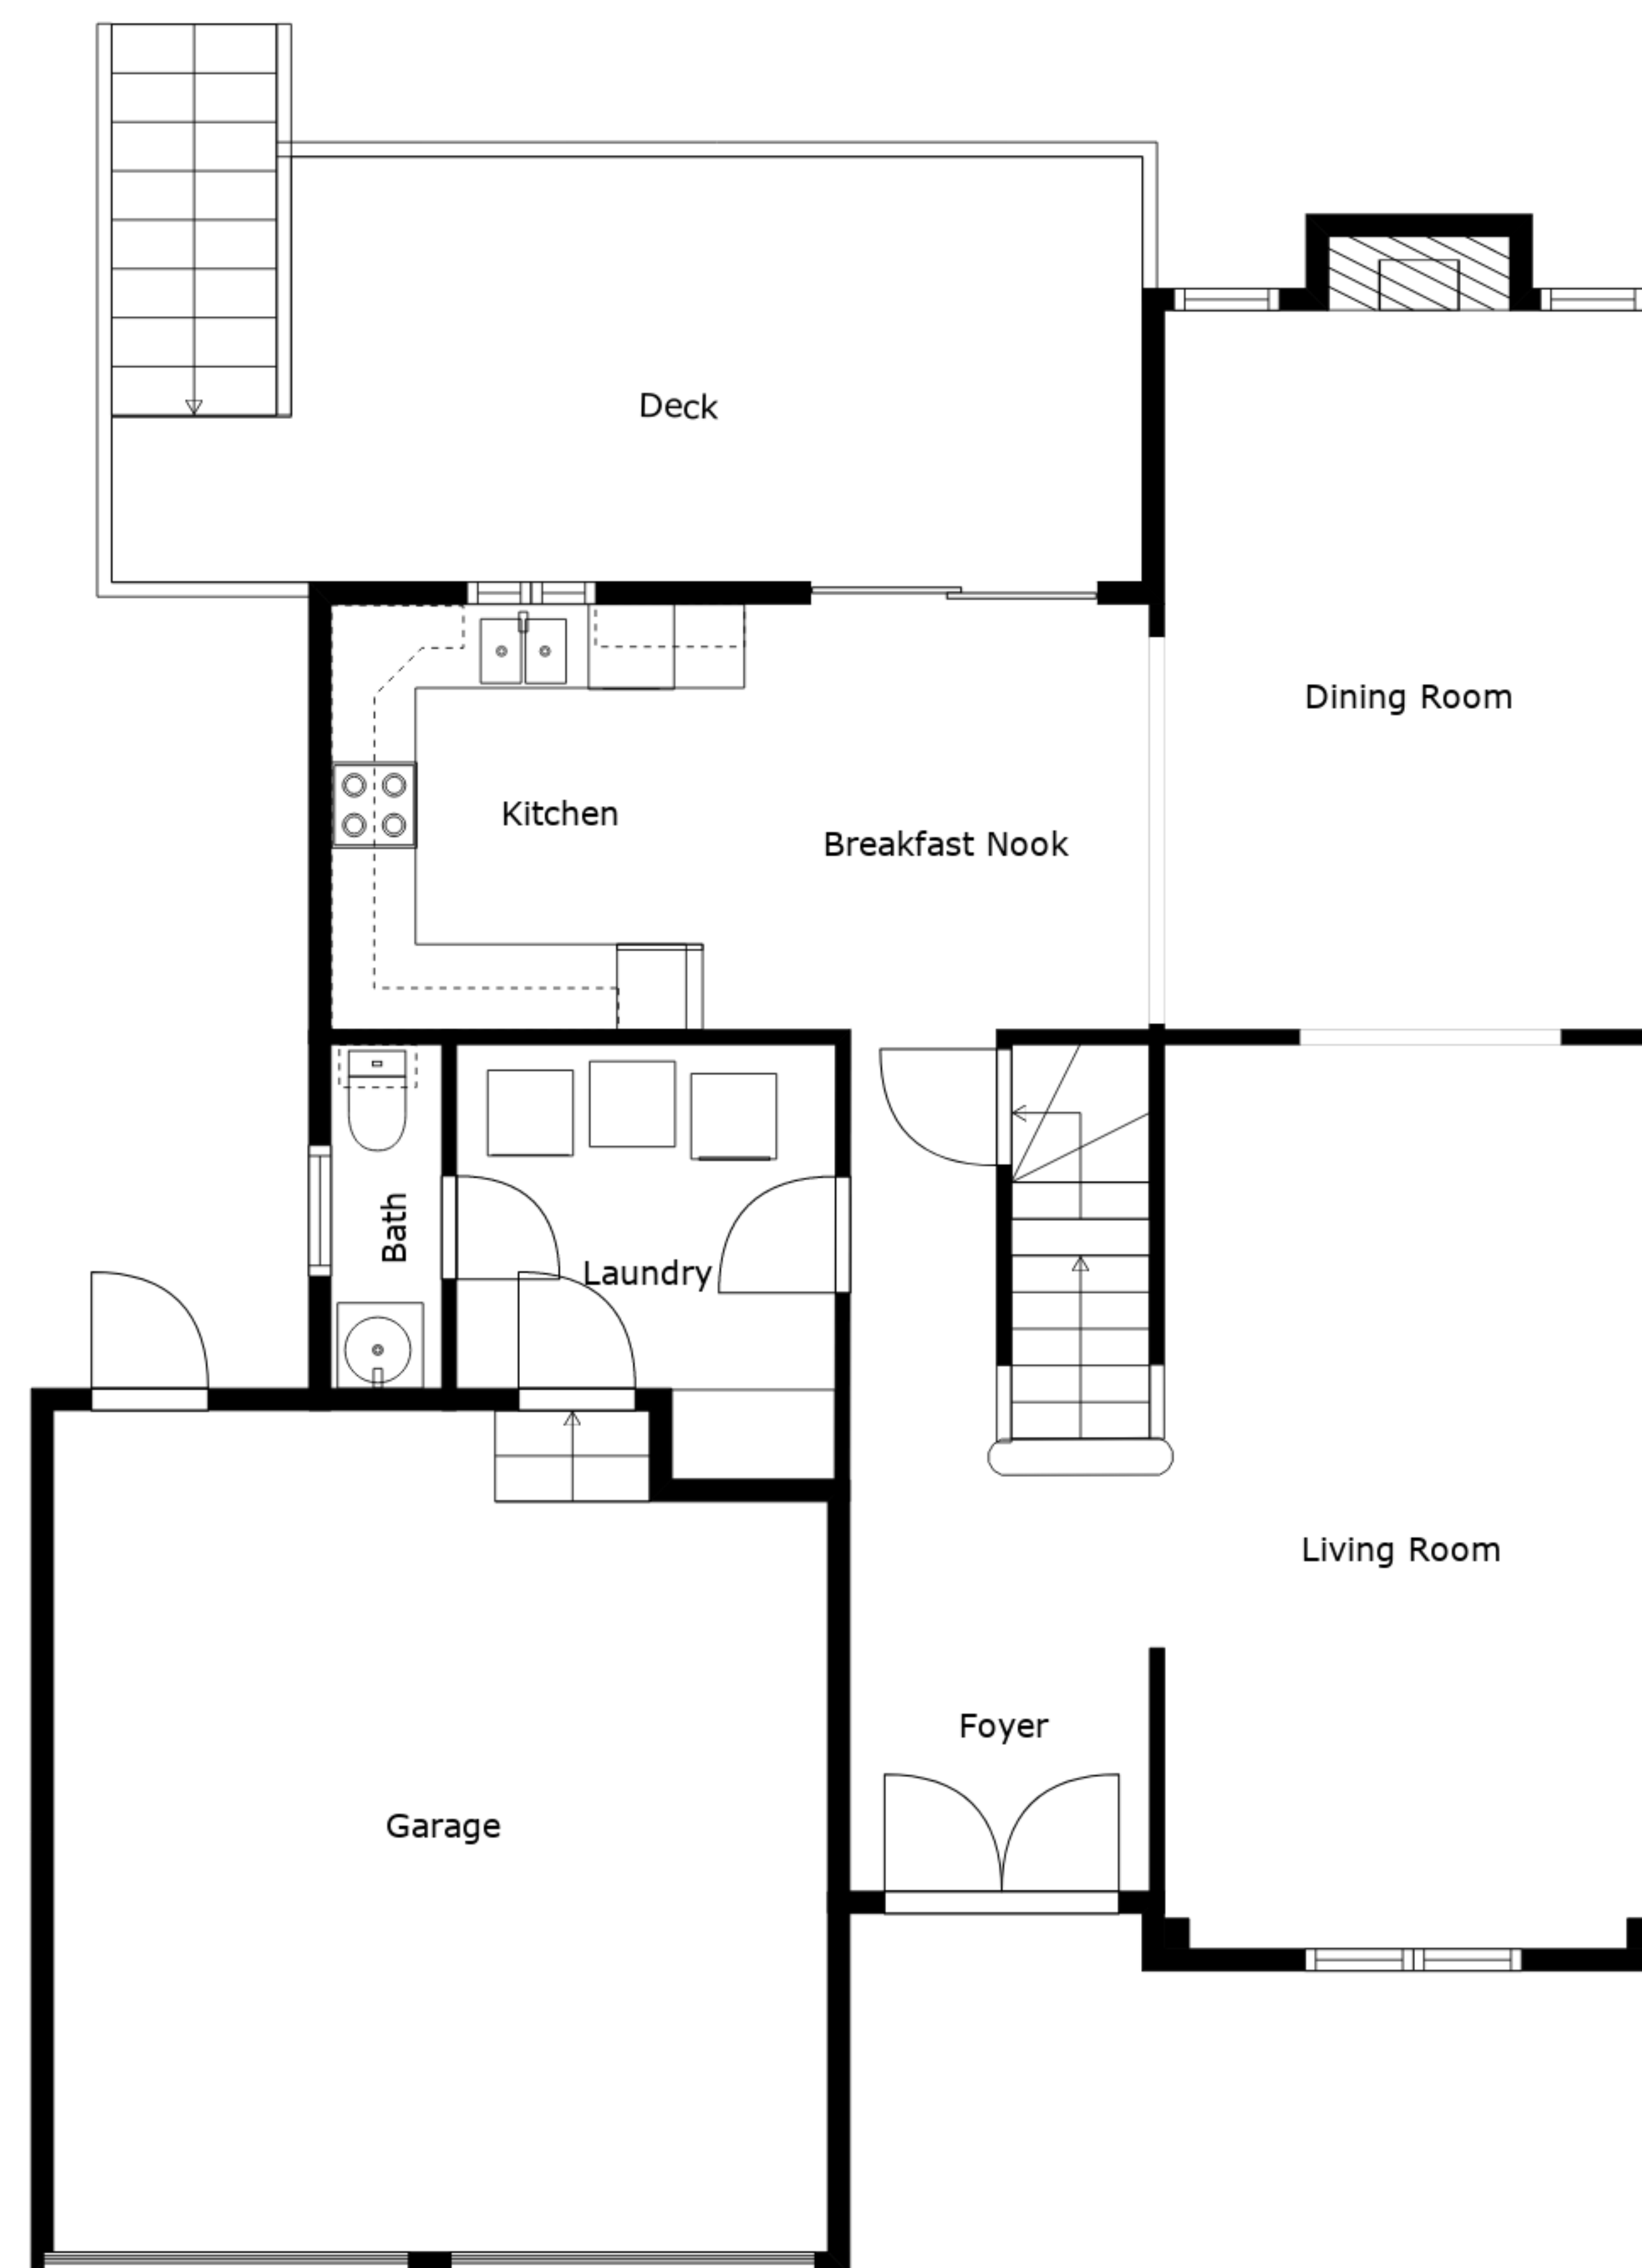 Deck
Dining Room
Kitchen
Breakfast Nook
Bath
Laundry
Living Room
Foyer
Garage